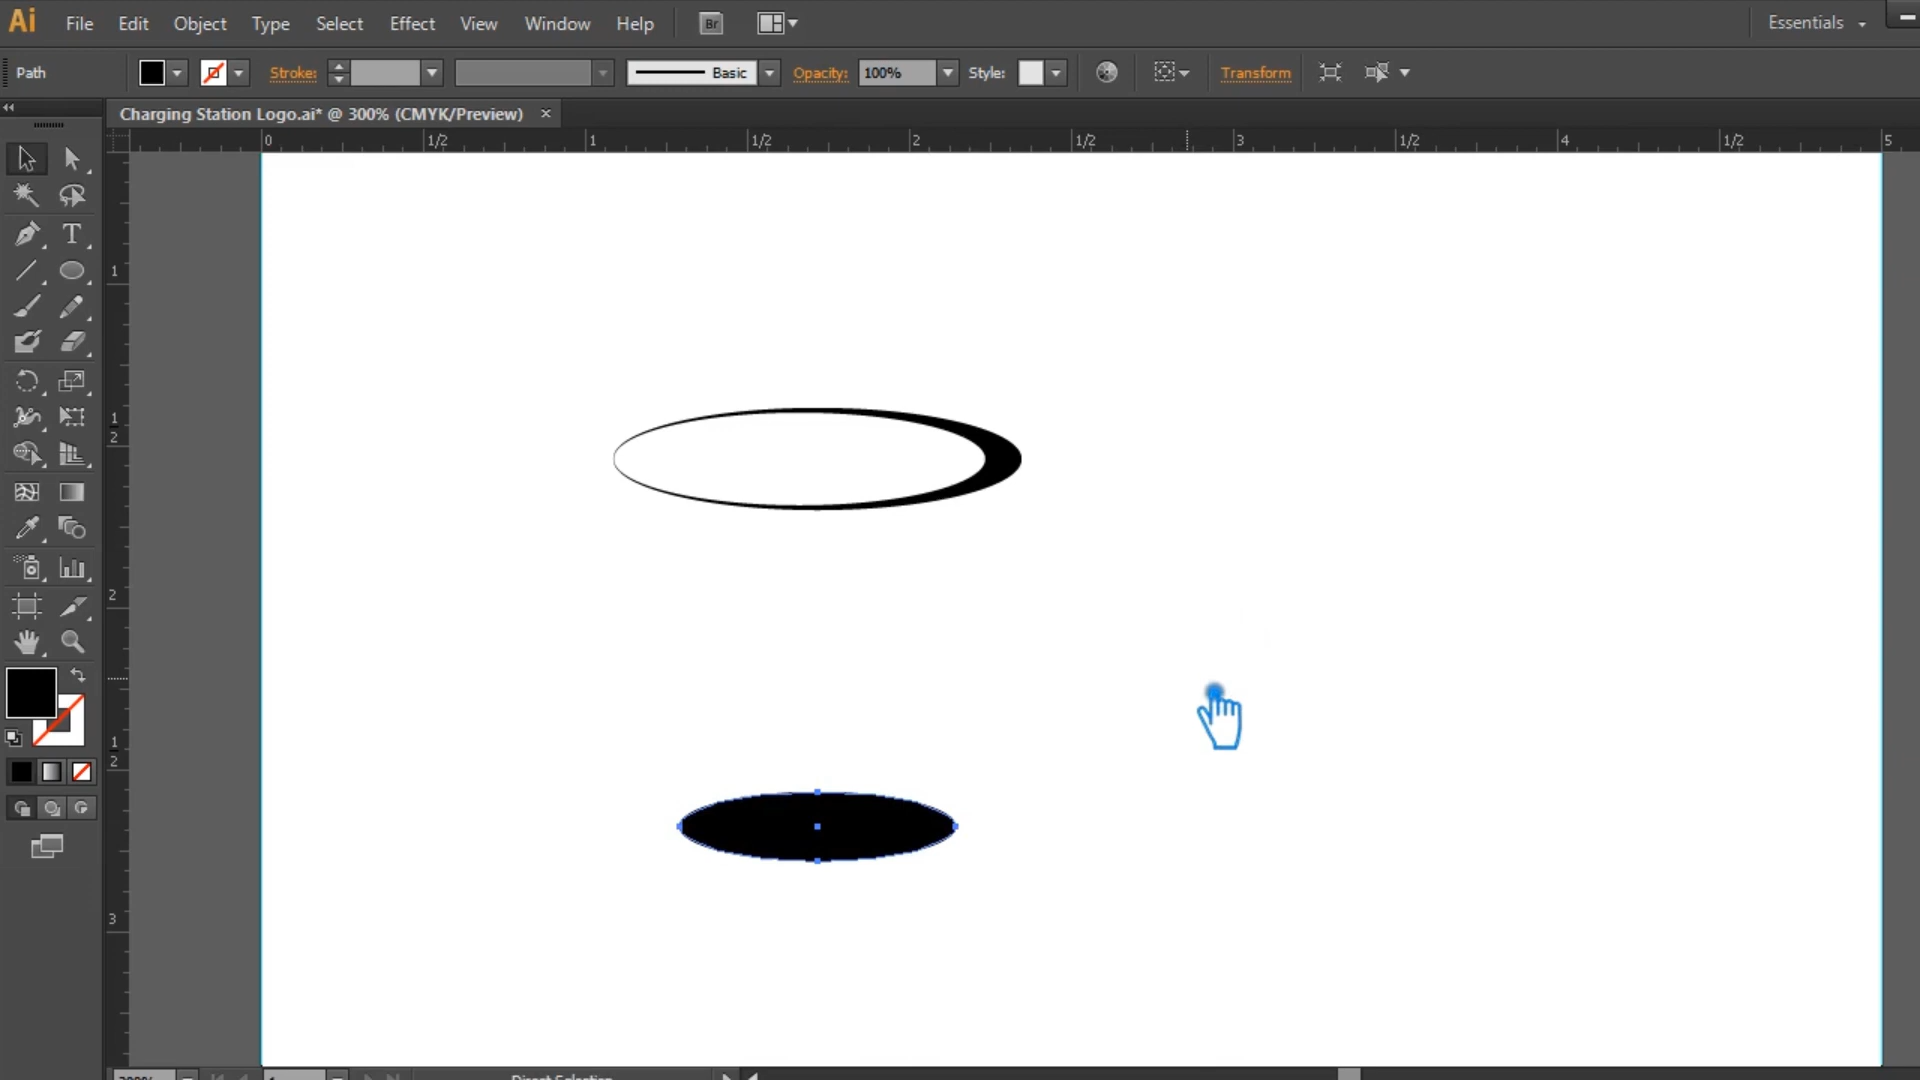 Ai File Edit Object Type Select Effect View Window Help Br Essentials
Path Stroke: Basic Opacity: 100% Style: Transform
Charging Station Logo.ai* @ 300% (CMYK/Preview) ×
0 1/2 1 1/2 2 1/2 3 1/2 4 1/2 5
1
1
2
2
1
2
3
300% 1 Direct Selection